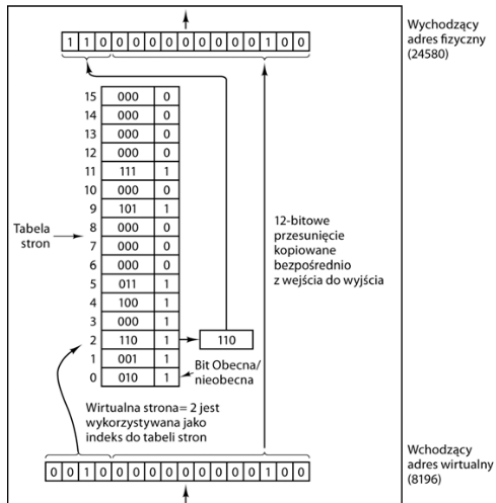 Wychodzący
adres fizyczny
(24580)
1 1 0 0 0 0 0 0 0 0 0 0 1 0 0
15 000 0
14 000 0
13 000 0
12 000 0
11 111 1
10 000 0
9 101 1
8 000 0
7 000 0
6 000 0
5 011 1
4 100 1
3 000 1
2 110 1
1 001 1
0 010 1
Tabela
stron
110
12-bitowe
przesunięcie
kopiowane
bezpośrednio
z wejścia do wyjścia
Bit Obecna/
nieobecna
Wirtualna strona= 2 jest
wykorzystywana jako
indeks do tabeli stron
0 0 1 0 0 0 0 0 0 0 0 0 0 1 0 0
Wchodzący
adres wirtualny
(8196)